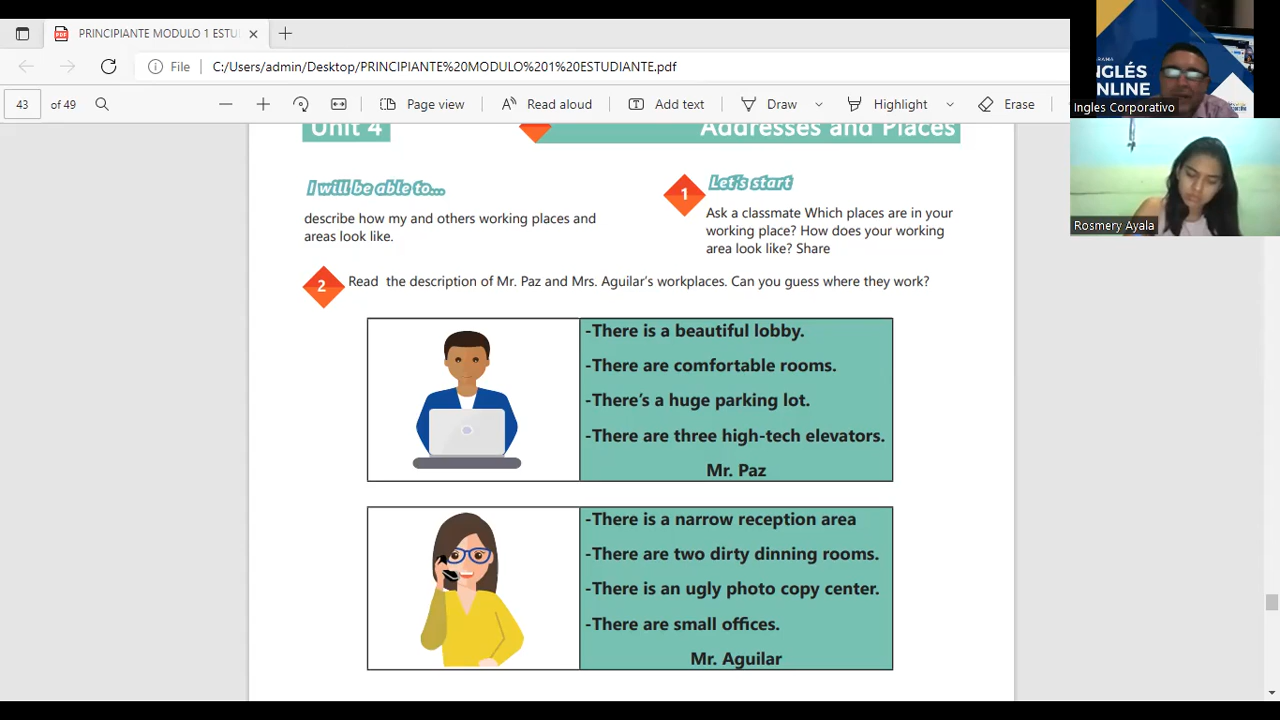 PRINCIPIANTE MODULO 1 ESTU
File
C:/Users/admin/Desktop/PRINCIPIANTE%20MODULO%201%20ESTUDIANTE.pdf
43 of 49
Page view
Read aloud
Add text
Draw
Highlight
Erase
INGLÉS
ONLINE
Ingles Corporativo
Rosmery Ayala
Unit 4
Addresses and Places
I will be able to...
describe how my and others working places and
areas look like.
1
Let's start
Ask a classmate Which places are in your
working place? How does your working
area look like? Share
2
Read the description of Mr. Paz and Mrs. Aguilar's workplaces. Can you guess where they work?
-There is a beautiful lobby.
-There are comfortable rooms.
-There's a huge parking lot.
-There are three high-tech elevators.
Mr. Paz
-There is a narrow reception area
-There are two dirty dinning rooms.
-There is an ugly photo copy center.
-There are small offices.
Mr. Aguilar